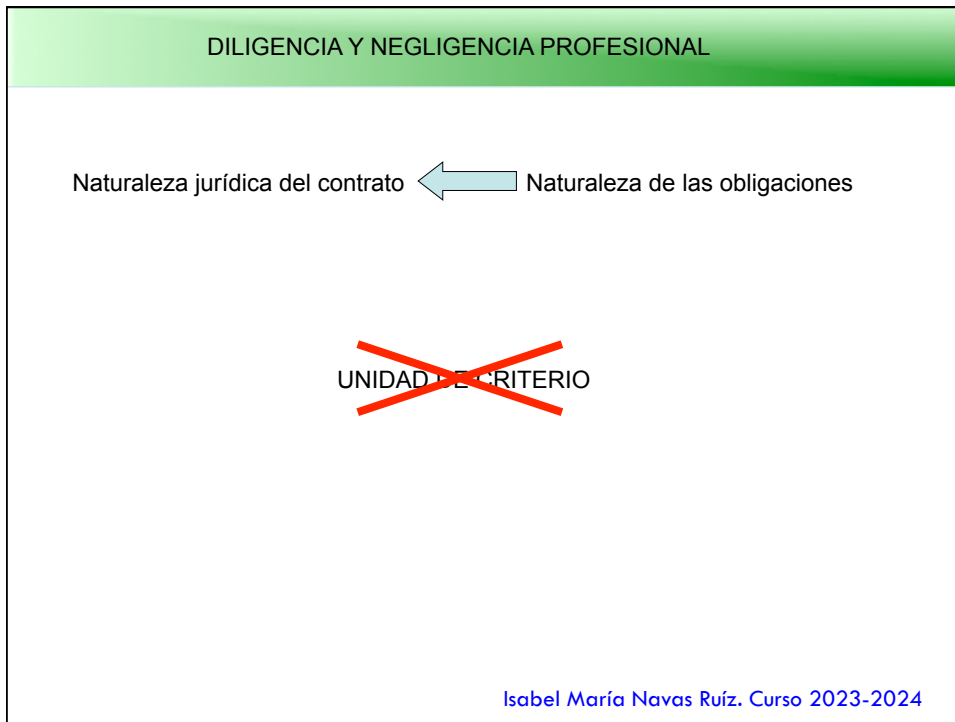 DILIGENCIA Y NEGLIGENCIA PROFESIONAL
Naturaleza jurídica del contrato Naturaleza de las obligaciones
UNIDAD DE CRITERIO
Isabel María Navas Ruíz. Curso 2023-2024